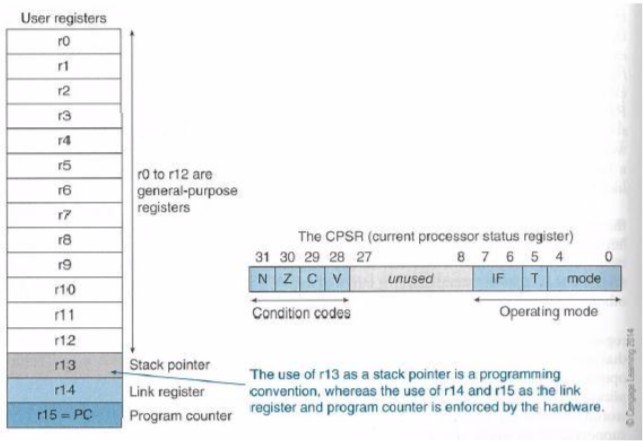 User registers
r0
r1
r2
r3
r4
r5
r6
r7
r8
r9
r10
r11
r12
r13
r14
r15 = PC
r0 to r12 are
general-purpose
registers
Stack pointer
Link register
Program counter
The CPSR (current processor status register)
31 30 29 28 27 8 7 6 5 4 0
N Z C V unused IF T mode
Condition codes
Operating mode
The use of r13 as a stack pointer is a programming
convention, whereas the use of r14 and r15 as the link
register and program counter is enforced by the hardware.
© Cengage Learning 2014